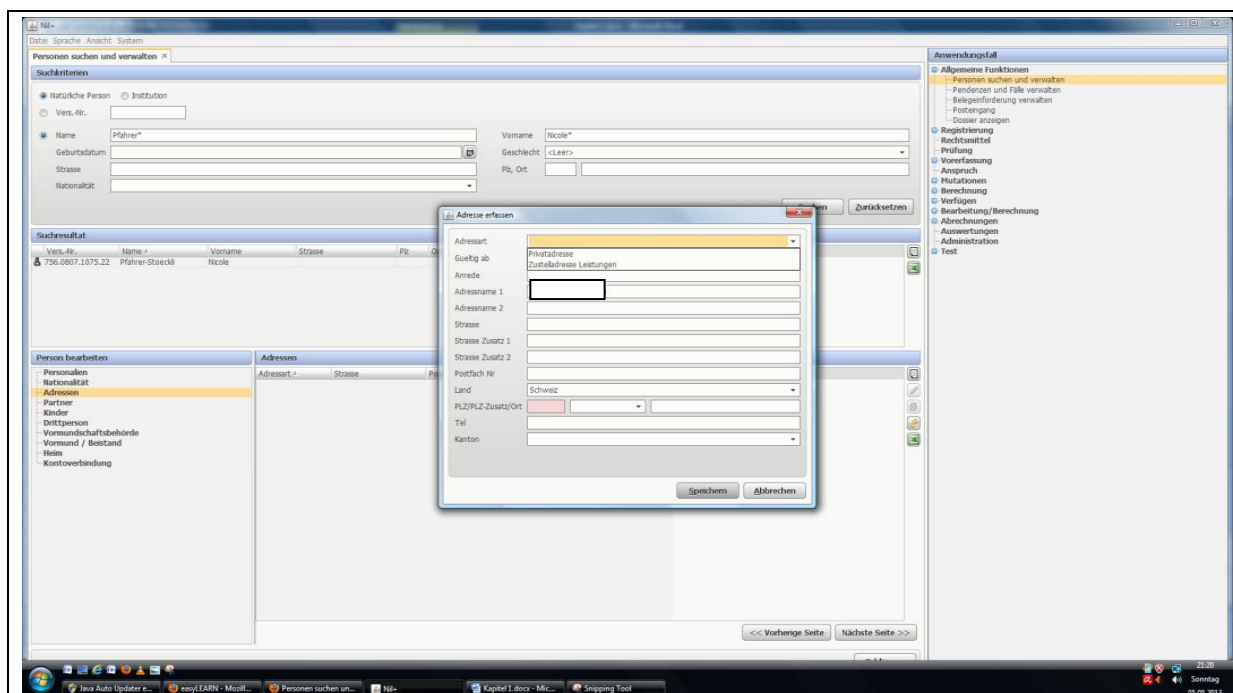 Nil+
Datei Sprache Ansicht System
Personen suchen und verwalten ×
Suchkriterien
Natürliche Person Institution
Vers.-Nr.
Name Pfahrer* Vorname Nicole*
Geburtsdatum Geschlecht <Leer>
Strasse Plz, Ort
Nationalität
Zurücksetzen
Suchresultat
Vers.-Nr. Name Vorname Strasse Plz
756.0807.1075.22 Pfahrer-Stoeckli Nicole
Person bearbeiten
Personalien
Nationalität
Adressen
Partner
Kinder
Drittperson
Vormundschaftsbehörde
Vormund / Beistand
Heim
Kontoverbindung
Adressen
Adressart Strasse
<< Vorherige Seite Nächste Seite >>
Adresse erfassen
Adressart
Privatadresse
Zustelladresse Leistungen
Gueltig ab
Anrede
Adressname 1
Adressname 2
Strasse
Strasse Zusatz 1
Strasse Zusatz 2
Postfach Nr
Land Schweiz
PLZ/PLZ-Zusatz/Ort
Tel
Kanton
Speichern Abbrechen
Anwendungsfall
Allgemeine Funktionen
Personen suchen und verwalten
Pendenzen und Fälle verwalten
Belegeinforderung verwalten
Posteingang
Dossier anzeigen
Registrierung
Rechtsmittel
Prüfung
Vorerfassung
Anspruch
Mutationen
Berechnung
Verfügen
Bearbeitung/Berechnung
Abrechnungen
Auswertungen
Administration
Test
Java Auto Updater e... easyLEARN - Mozill... Personen suchen un... Nil+ Kapitel 1.docx - Mic... Snipping Tool
21:20
Sonntag
05.05.2013